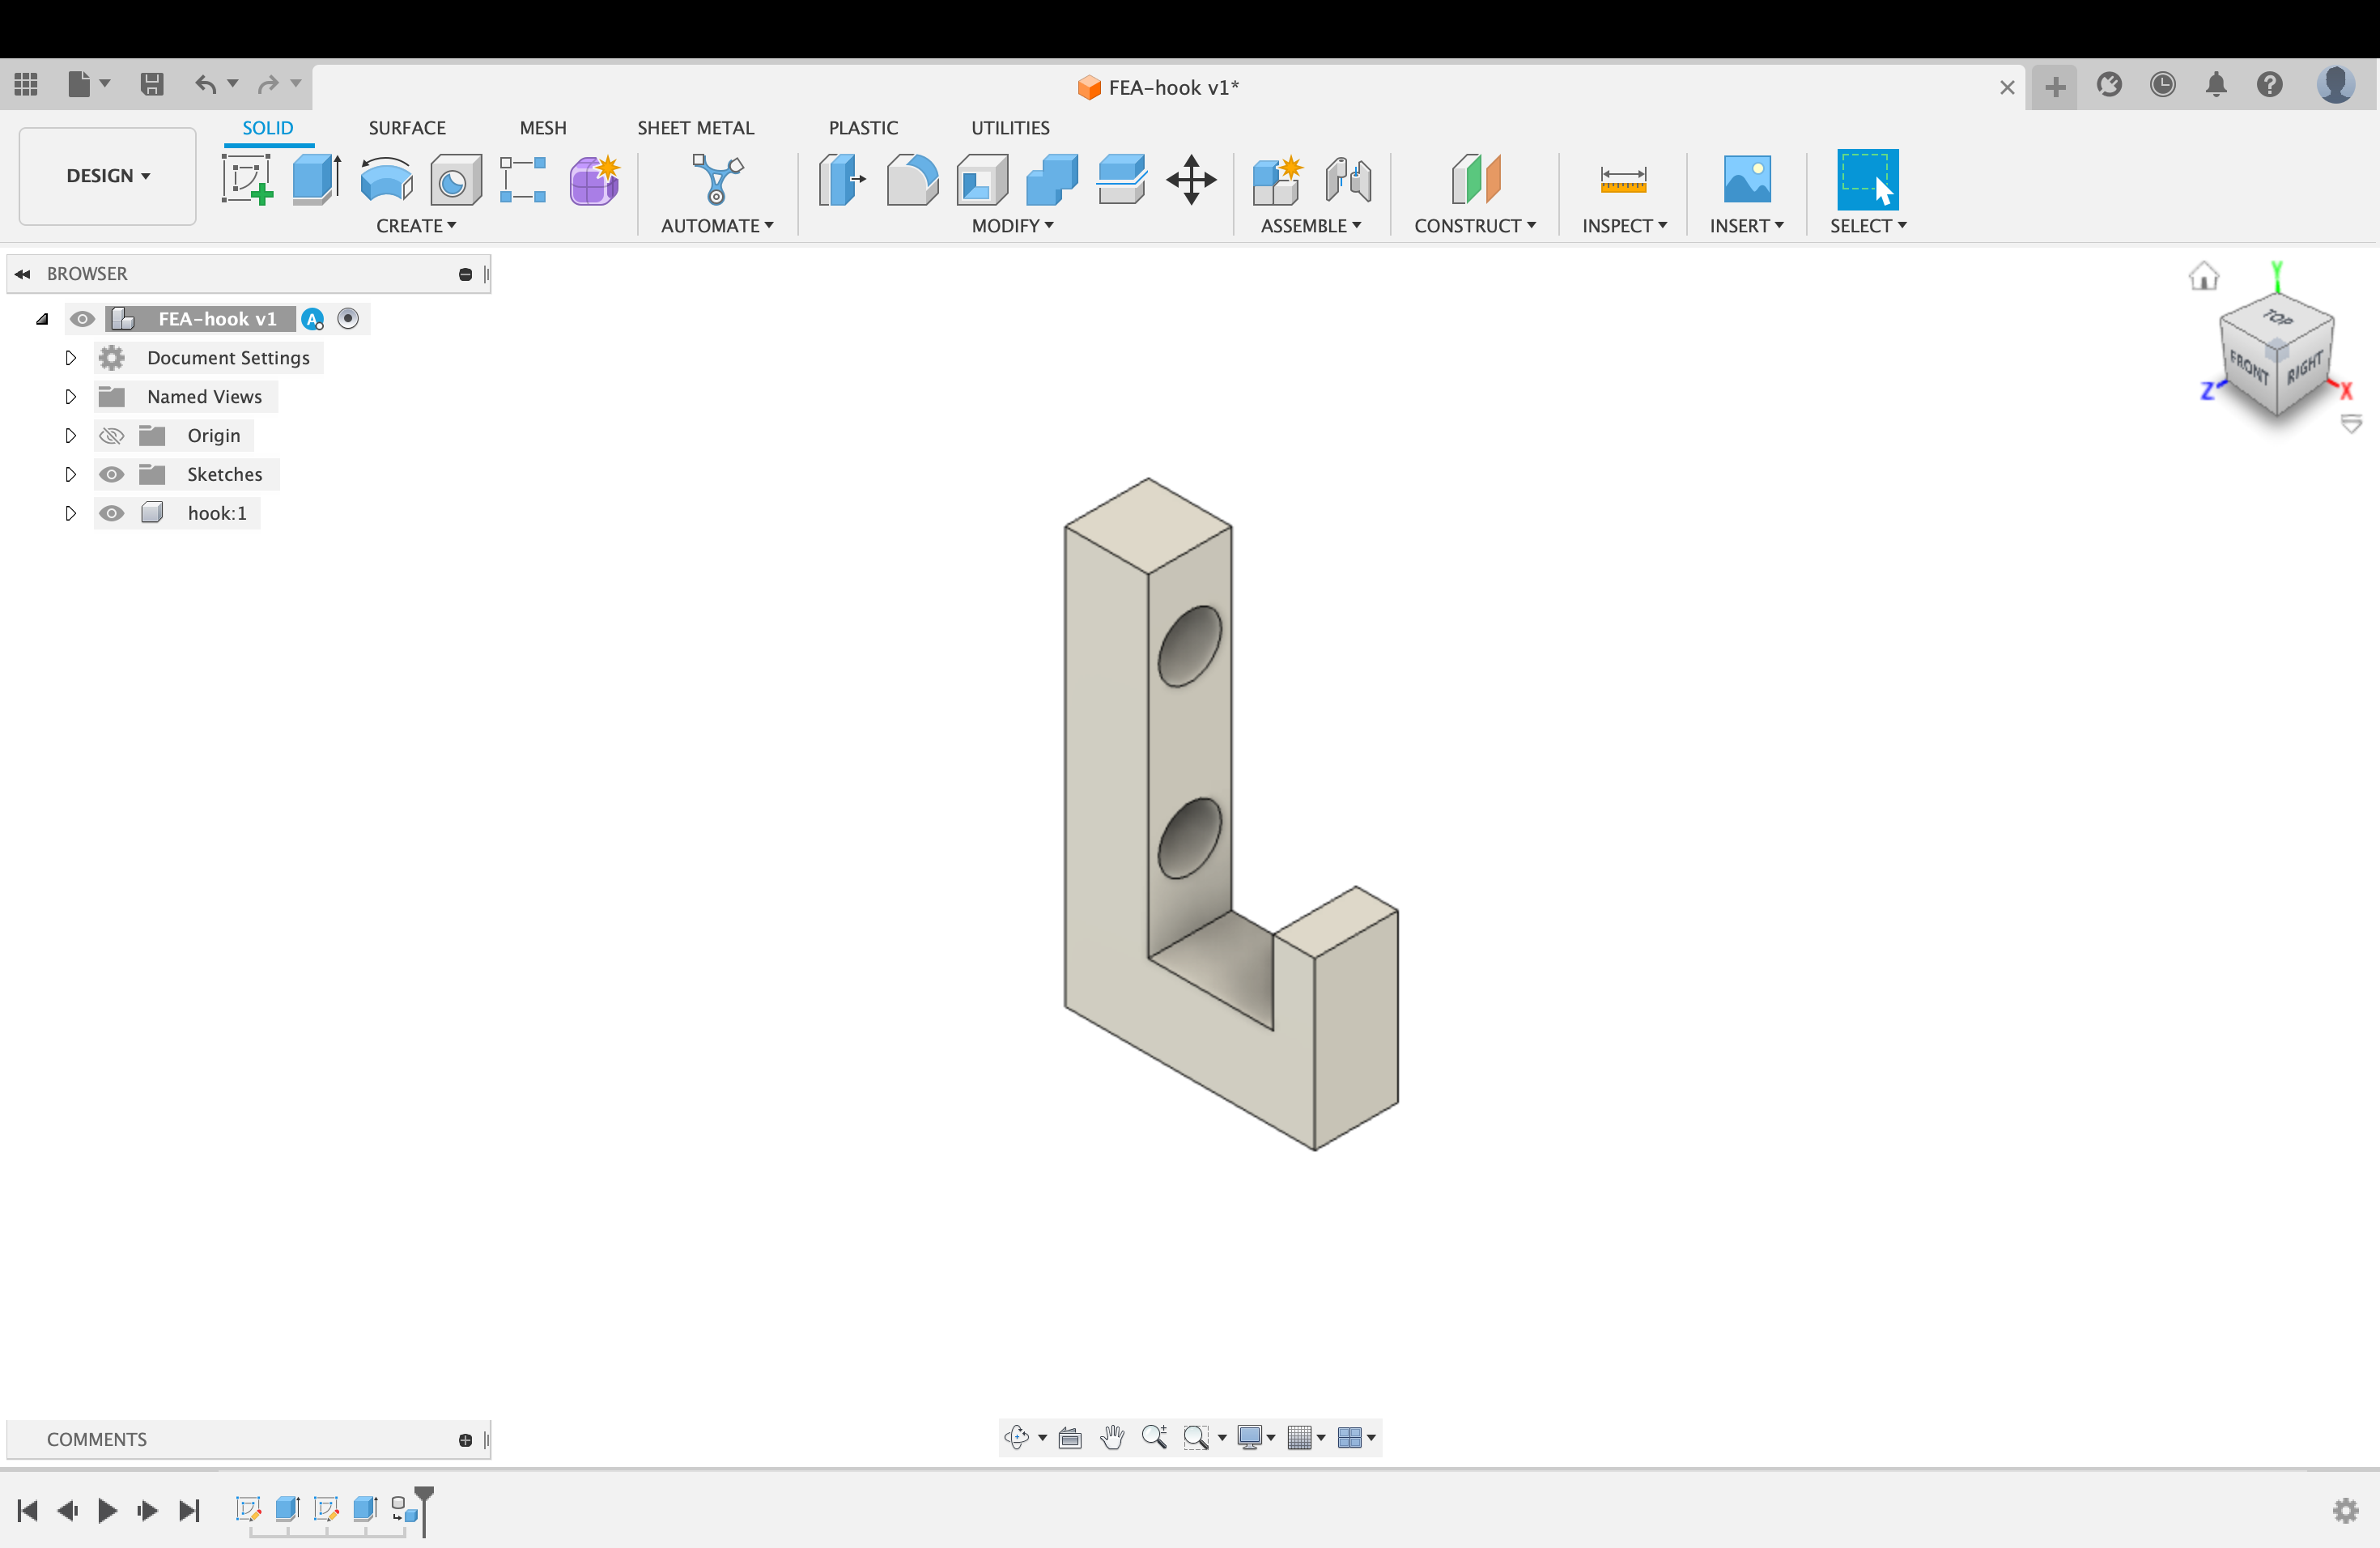 FEA-hook v1*
SOLID SURFACE MESH SHEET METAL PLASTIC UTILITIES
DESIGN
CREATE AUTOMATE MODIFY ASSEMBLE CONSTRUCT INSPECT INSERT SELECT
BROWSER
FEA-hook v1
A
Document Settings
Named Views
Origin
Sketches
hook:1
Y
TOP
FRONT RIGHT
Z X
COMMENTS